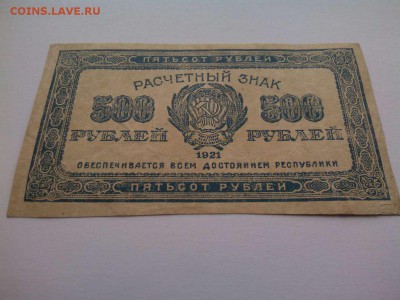 COINS.LAVE.RU
ПЯТЬСОТ РУБЛЕЙ
РАСЧЕТНЫЙ ЗНАК
500 500
РУБЛЕЙ РУБЛЕЙ
1921
ОБЕСПЕЧИВАЕТСЯ ВСЕМ ДОСТОЯНИЕМ РЕСПУБЛИКИ
ПЯТЬСОТ РУБЛЕЙ